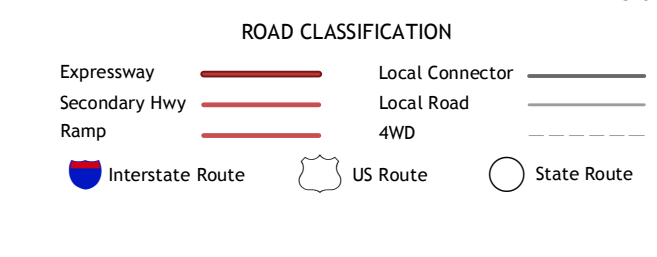 ROAD CLASSIFICATION
Expressway
Local Connector
Secondary Hwy
Local Road
Ramp
4WD
Interstate Route
US Route
State Route